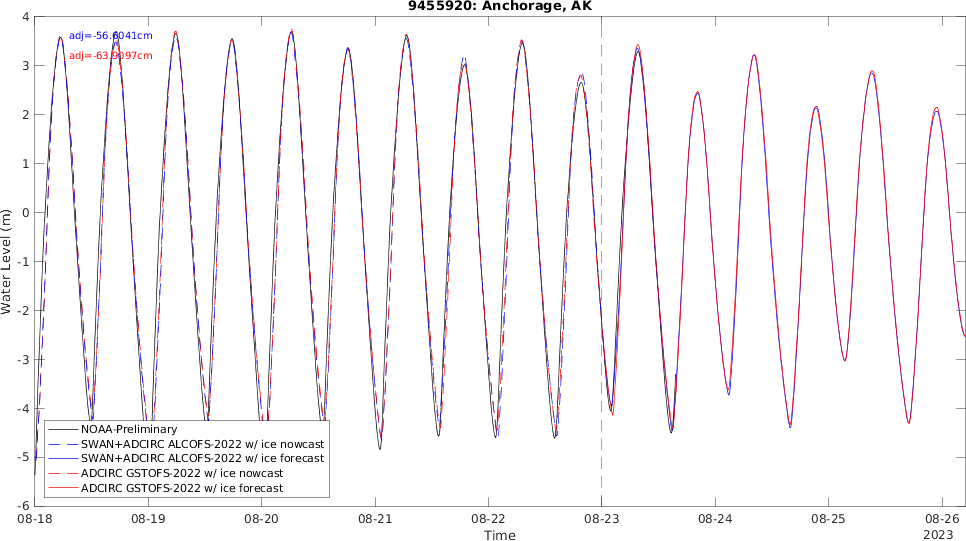 9455920: Anchorage, AK
adj=-56.6041cm
adj=-63.9097cm
Water Level (m)
4
3
2
1
0
-1
-2
-3
-4
-5
-6
NOAA-Preliminary
SWAN+ADCIRC ALCOFS-2022 w/ ice nowcast
SWAN+ADCIRC ALCOFS-2022 w/ ice forecast
ADCIRC GSTOFS-2022 w/ ice nowcast
ADCIRC GSTOFS-2022 w/ ice forecast
08-18 08-19 08-20 08-21 08-22 08-23 08-24 08-25 08-26
Time
2023